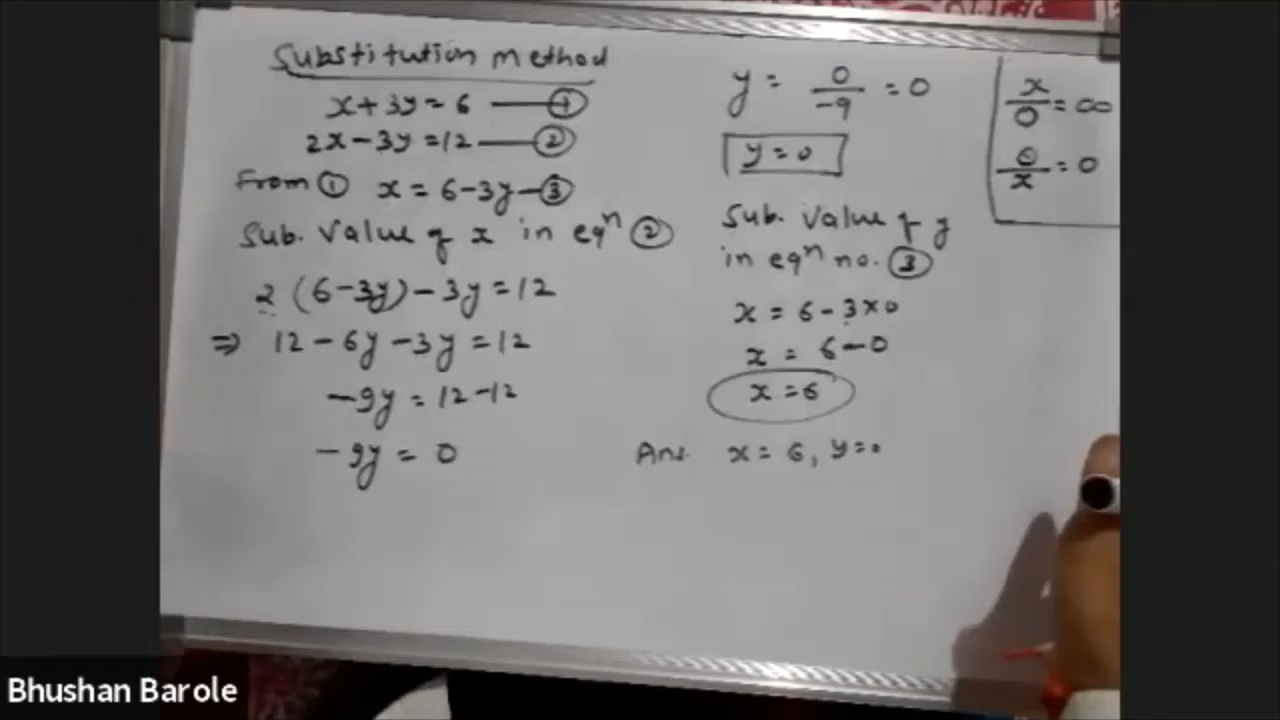 Substitution method
x + 3y = 6 —— ①
2x - 3y = 12 —— ②
From ① x = 6 - 3y - ③
Sub. Value of x in eqⁿ ②
2 (6 - 3y) - 3y = 12
⇒ 12 - 6y - 3y = 12
-9y = 12 - 12
-9y = 0
y = 0/-9 = 0
y = 0
Sub. Value of y
in eqⁿ no. ③
x = 6 - 3 × 0
x = 6 - 0
x = 6
Ans. x = 6, y = 0
x/0 = ∞
0/x = 0
Bhushan Barole